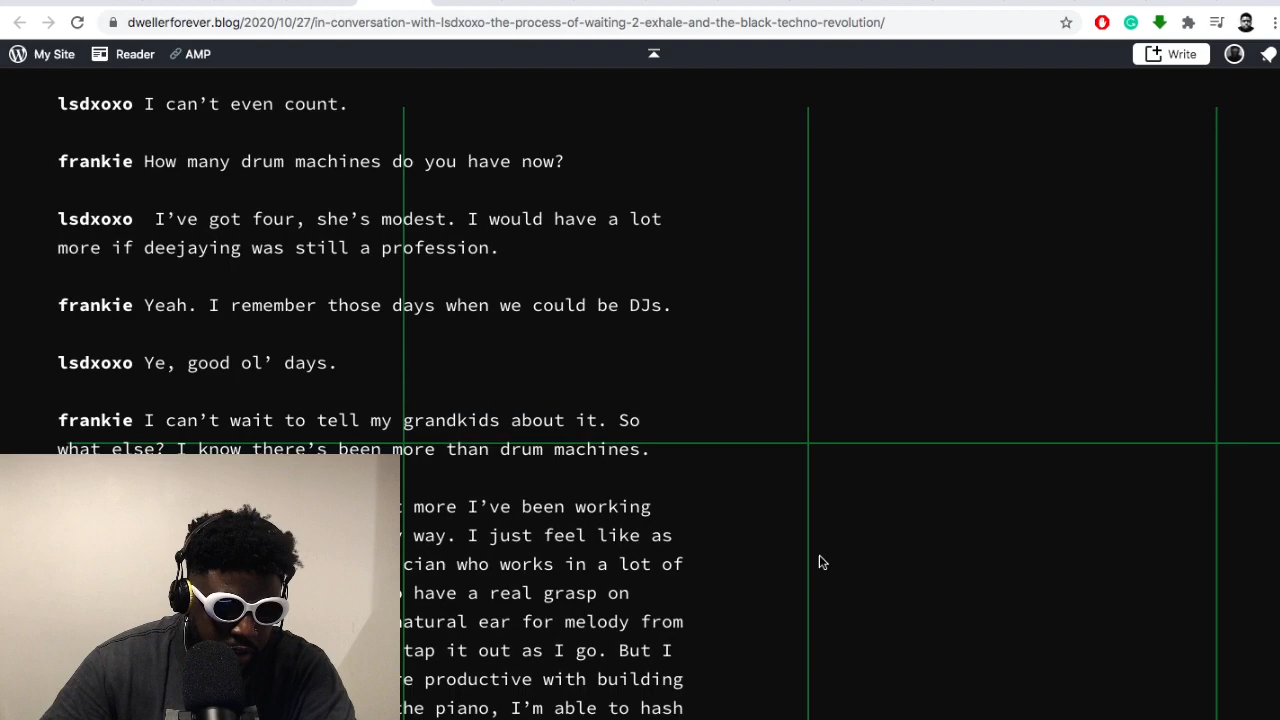 dwellerforever.blog/2020/10/27/in-conversation-with-lsdxoxo-the-process-of-waiting-2-exhale-and-the-black-techno-revolution/
My Site Reader AMP Write
lsdxoxo I can’t even count.
frankie How many drum machines do you have now?
lsdxoxo I’ve got four, she’s modest. I would have a lot
more if deejaying was still a profession.
frankie Yeah. I remember those days when we could be DJs.
lsdxoxo Ye, good ol’ days.
frankie I can’t wait to tell my grandkids about it. So
what else? I know there’s been more than drum machines.
more I’ve been working
way. I just feel like as
cian who works in a lot of
have a real grasp on
natural ear for melody from
tap it out as I go. But I
re productive with building
the piano, I’m able to hash